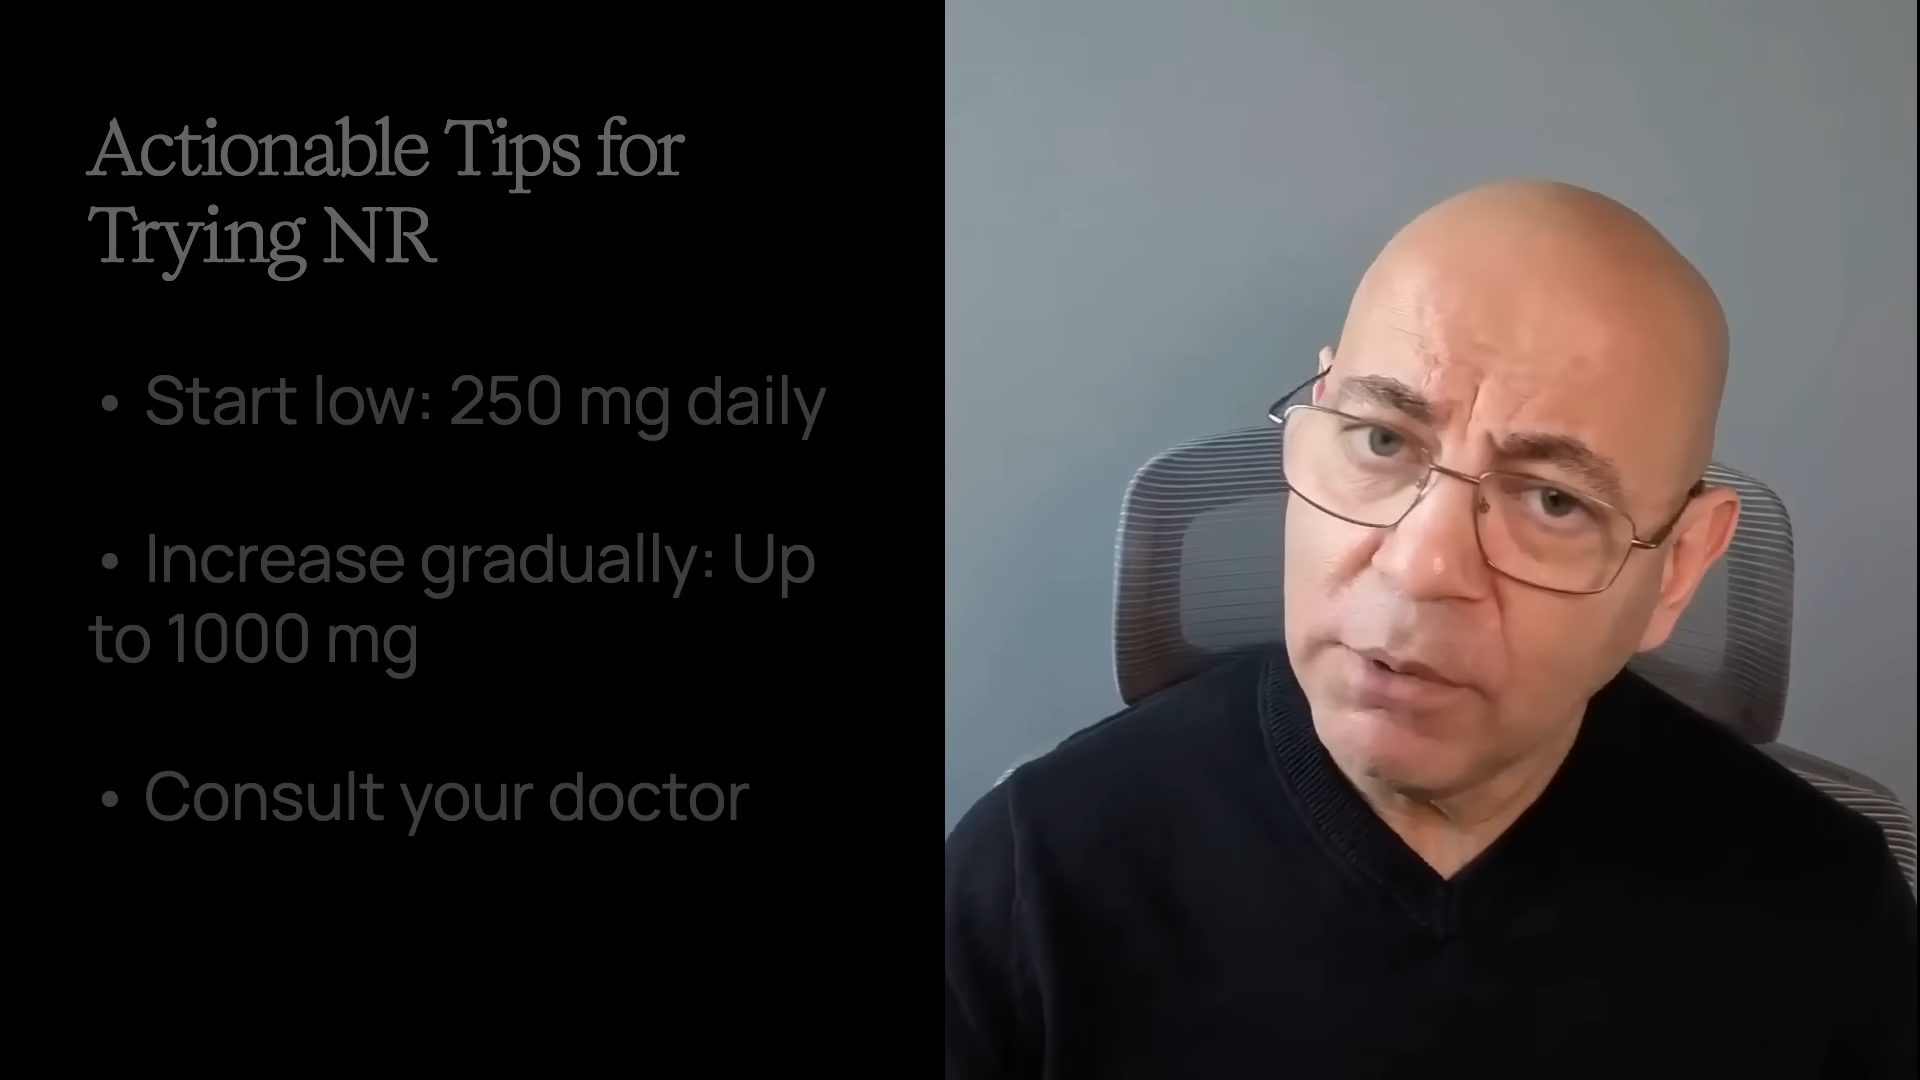 Actionable Tips for
Trying NR
• Start low: 250 mg daily
• Increase gradually: Up
to 1000 mg
• Consult your doctor